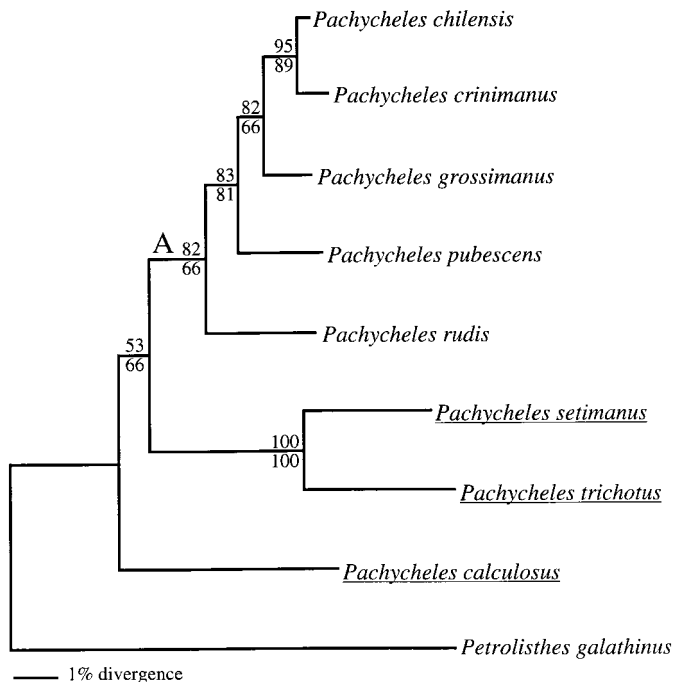 Pachycheles chilensis
95
89
Pachycheles crinimanus
82
66
Pachycheles grossimanus
83
81
Pachycheles pubescens
A 82
66
Pachycheles rudis
53
66
Pachycheles setimanus
100
100
Pachycheles trichotus
Pachycheles calculosus
Petrolisthes galathinus
1% divergence